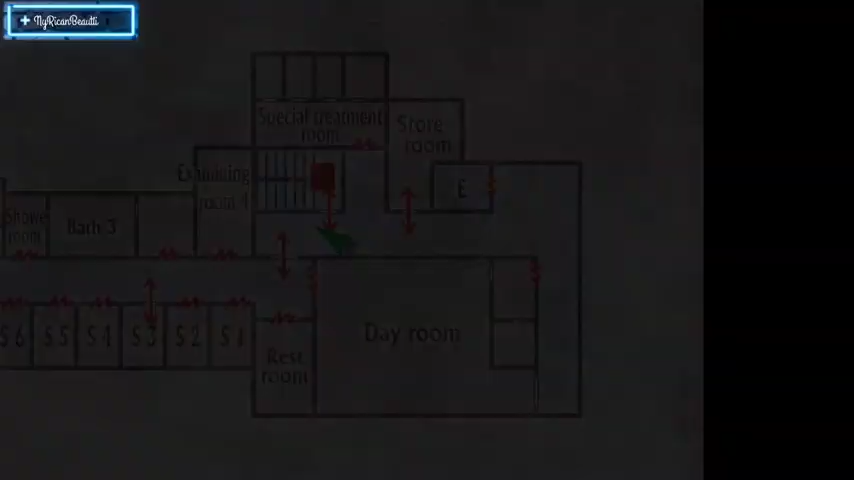 NyRicanBeautti
Special treatment
room
Store
room
Examining
room 1
E
Shower
room
Bath 3
S 6
S 5
S 4
S 3
S 2
S 1
Day room
Rest
room